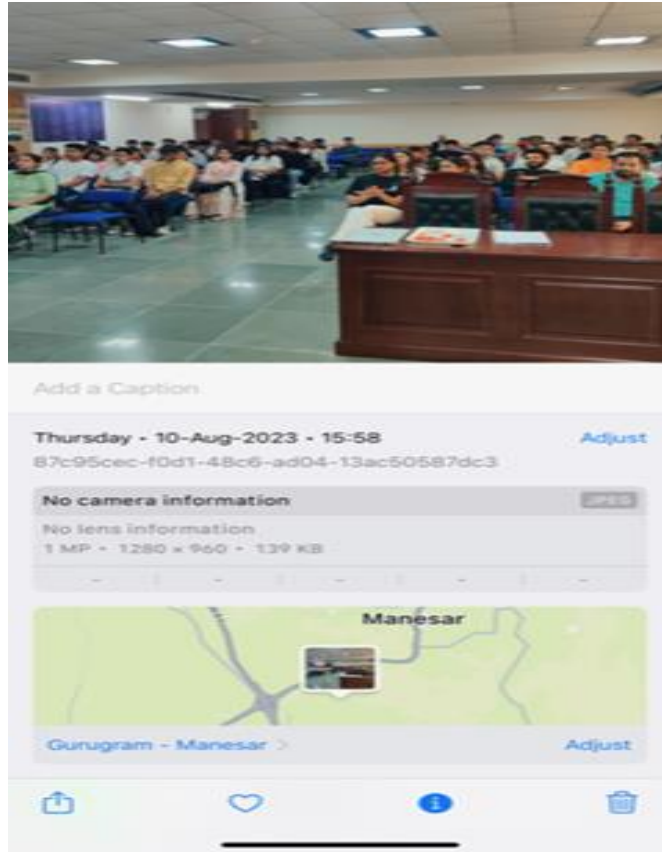 Add a Caption
Thursday • 10-Aug-2023 • 15:58
Adjust
87c95cec-f0d1-48c6-ad04-13ac50587dc3
No camera information
JPEG
No lens information
1 MP • 1280 × 960 • 139 KB
Manesar
Gurugram - Manesar
Adjust